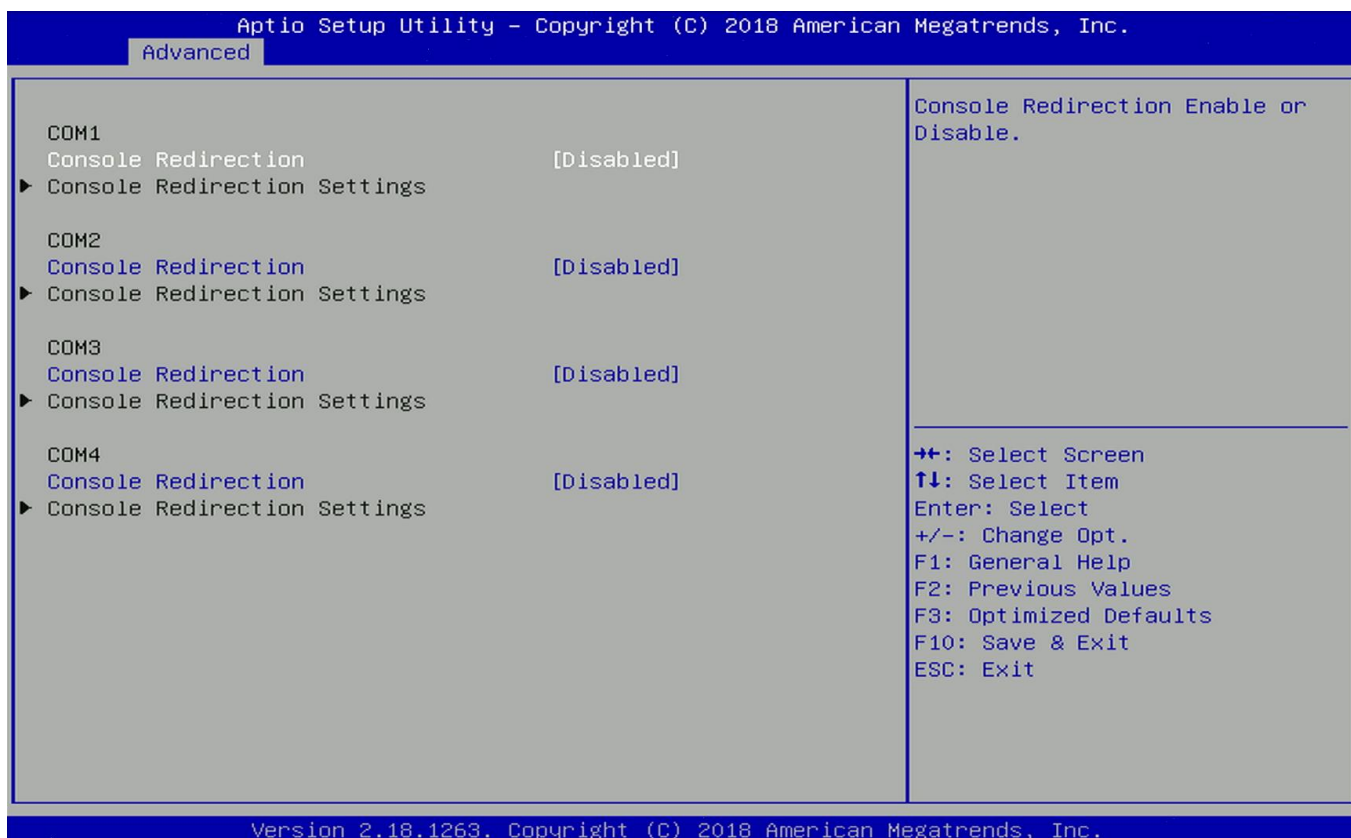 Aptio Setup Utility – Copyright (C) 2018 American Megatrends, Inc.
Advanced
COM1
Console Redirection [Disabled]
▶ Console Redirection Settings
COM2
Console Redirection [Disabled]
▶ Console Redirection Settings
COM3
Console Redirection [Disabled]
▶ Console Redirection Settings
COM4
Console Redirection [Disabled]
▶ Console Redirection Settings
Console Redirection Enable or
Disable.
→←: Select Screen
↑↓: Select Item
Enter: Select
+/-: Change Opt.
F1: General Help
F2: Previous Values
F3: Optimized Defaults
F10: Save & Exit
ESC: Exit
Version 2.18.1263. Copyright (C) 2018 American Megatrends, Inc.